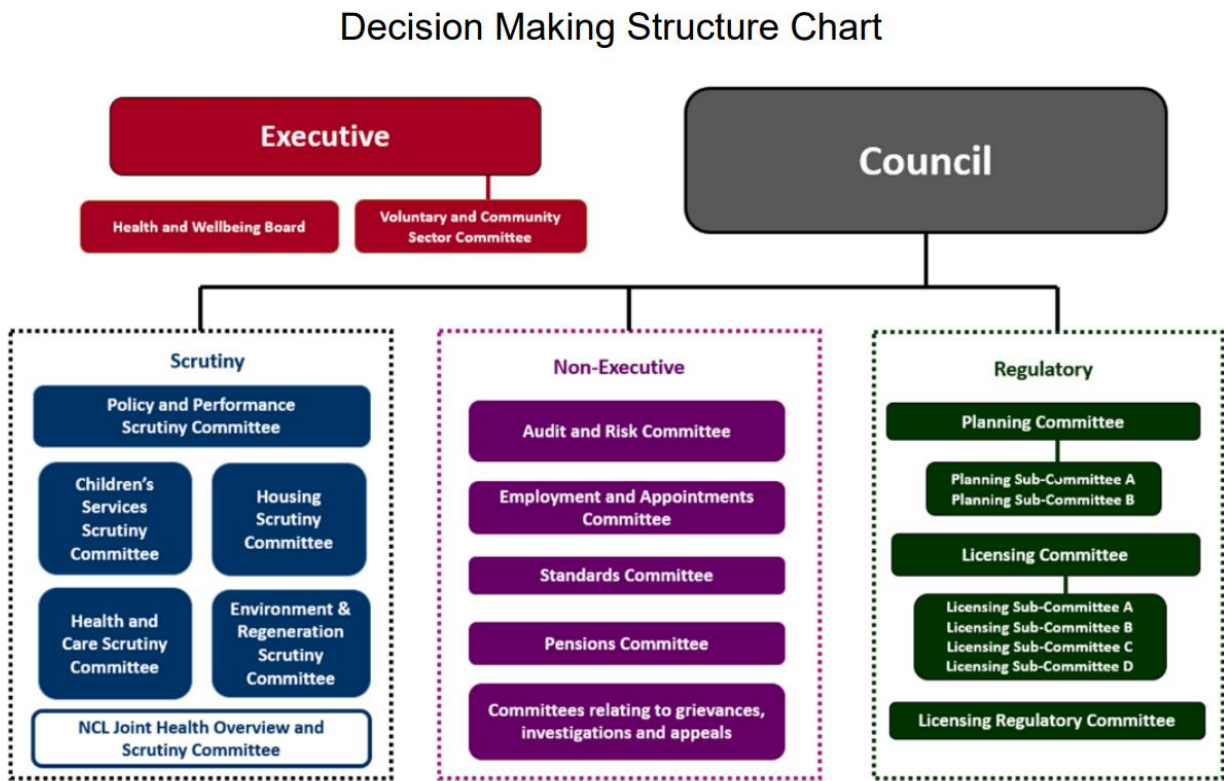 Decision Making Structure Chart
Executive
Council
Health and Wellbeing Board
Voluntary and Community
Sector Committee
Scrutiny
Policy and Performance
Scrutiny Committee
Children's
Services
Scrutiny
Committee
Housing
Scrutiny
Committee
Health and
Care Scrutiny
Committee
Environment &
Regeneration
Scrutiny
Committee
NCL Joint Health Overview and
Scrutiny Committee
Non-Executive
Audit and Risk Committee
Employment and Appointments
Committee
Standards Committee
Pensions Committee
Committees relating to grievances,
investigations and appeals
Regulatory
Planning Committee
Planning Sub-Committee A
Planning Sub-Committee B
Licensing Committee
Licensing Sub-Committee A
Licensing Sub-Committee B
Licensing Sub-Committee C
Licensing Sub-Committee D
Licensing Regulatory Committee